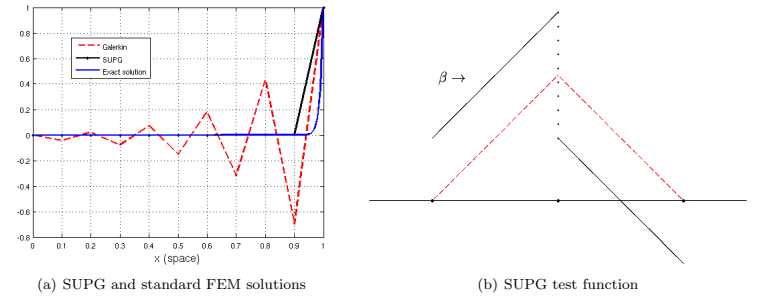 1
0.8
0.6
0.4
0.2
0
-0.2
-0.4
-0.6
-0.8
Galerkin
SUPG
Exact solution
0 0.1 0.2 0.3 0.4 0.5 0.6 0.7 0.8 0.9 1
x (space)
(a) SUPG and standard FEM solutions
β →
(b) SUPG test function